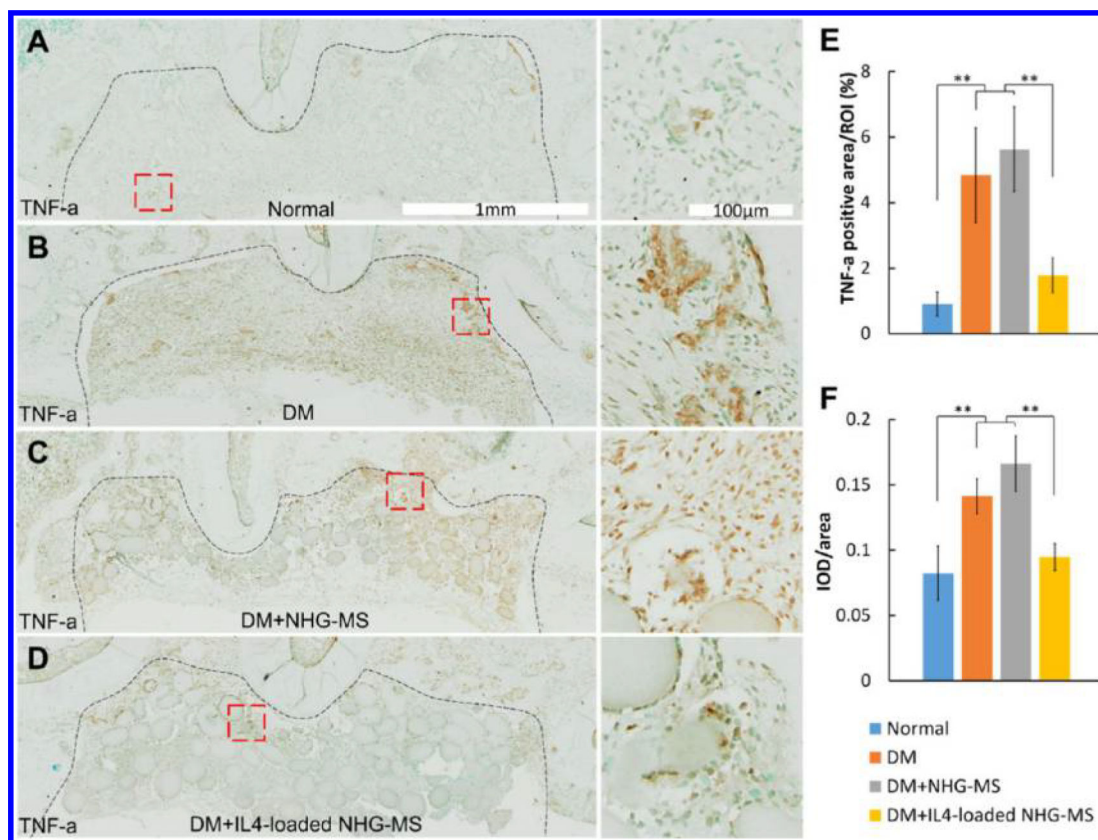 A
TNF-a
Normal
1mm
100μm
B
TNF-a
DM
C
TNF-a
DM+NHG-MS
D
TNF-a
DM+IL4-loaded NHG-MS
E
TNF-a positive area/ROI (%)
8
6
4
2
0
**
**
F
IOD/area
0.2
0.15
0.1
0.05
0
**
**
Normal
DM
DM+NHG-MS
DM+IL4-loaded NHG-MS